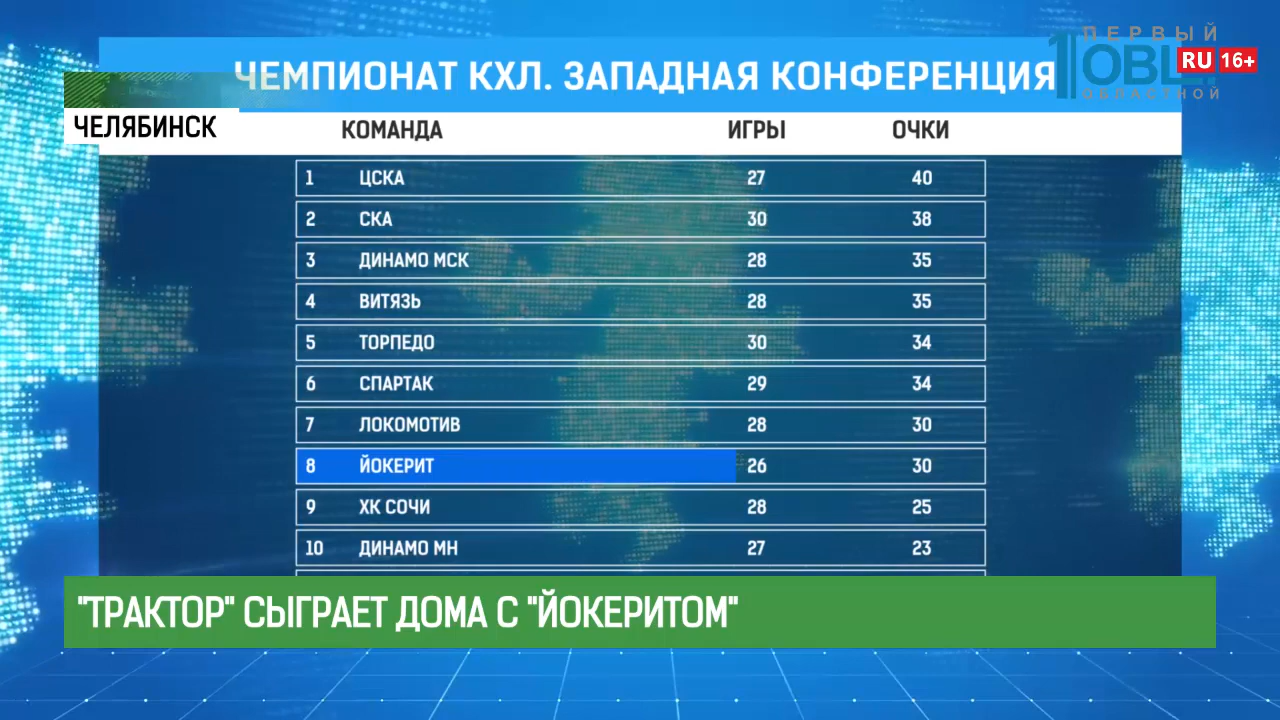 ПЕРВЫЙ
1OBL.
RU 16+
ОБЛАСТНОЙ
ЧЕМПИОНАТ КХЛ. ЗАПАДНАЯ КОНФЕРЕНЦИЯ
ЧЕЛЯБИНСК
КОМАНДА ИГРЫ ОЧКИ
1 ЦСКА 27 40
2 СКА 30 38
3 ДИНАМО МСК 28 35
4 ВИТЯЗЬ 28 35
5 ТОРПЕДО 30 34
6 СПАРТАК 29 34
7 ЛОКОМОТИВ 28 30
8 ЙОКЕРИТ 26 30
9 ХК СОЧИ 28 25
10 ДИНАМО МН 27 23
"ТРАКТОР" СЫГРАЕТ ДОМА С "ЙОКЕРИТОМ"